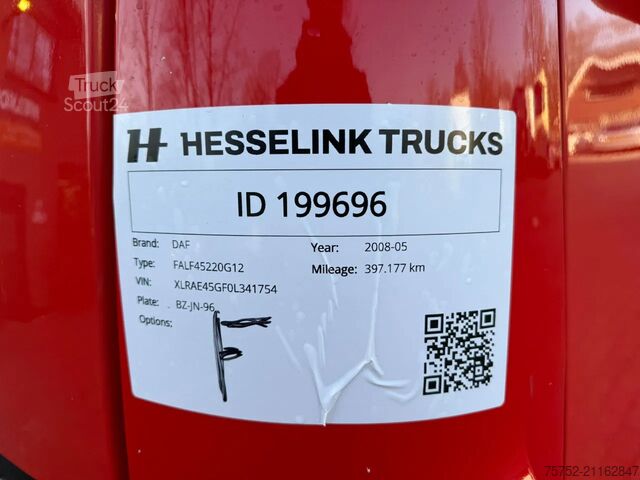 Truck
Scout24
H HESSELINK TRUCKS
ID 199696
Brand: DAF
Type: FALF45220G12
VIN: XLRAE45GF0L341754
Plate: BZ-JN-96
Options:
Year: 2008-05
Mileage: 397.177 km
F
75752-21162847